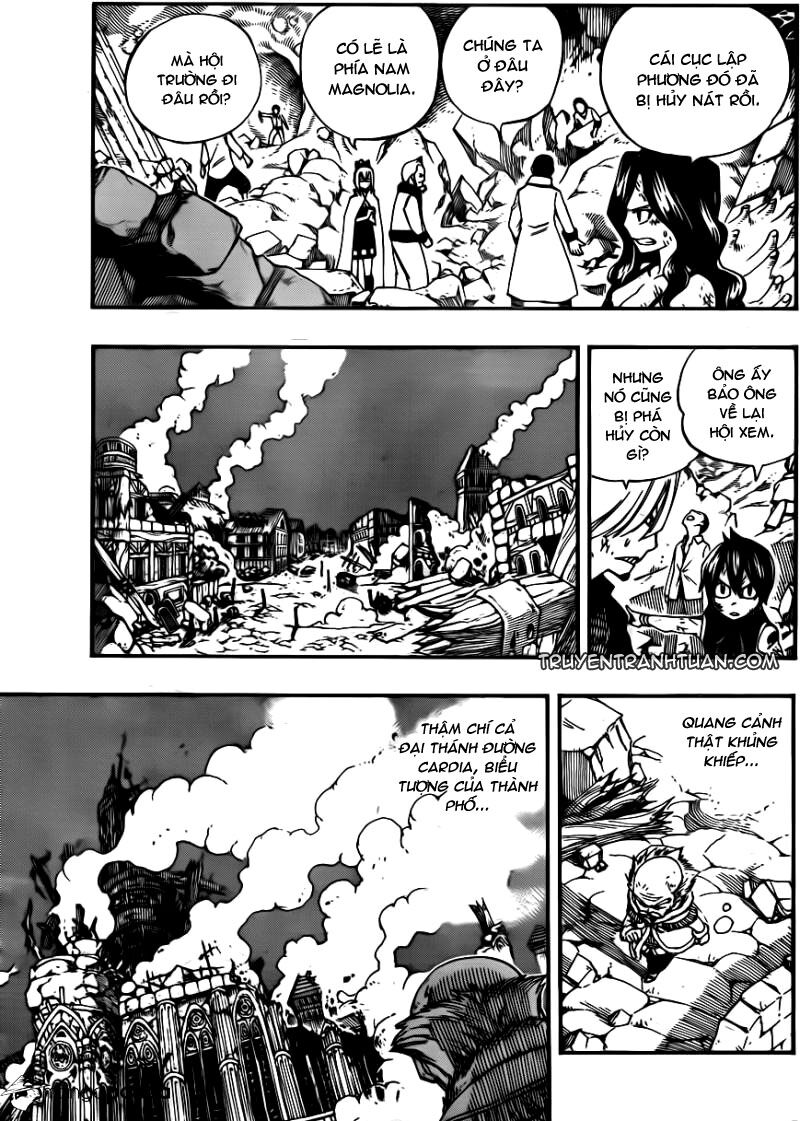 CÁI CỤC LẬP
PHƯƠNG ĐÓ ĐÃ
BỊ HỦY NÁT RỒI.
CHÚNG TA
Ở ĐÂU
ĐÂY?
CÓ LẼ LÀ
PHÍA NAM
MAGNOLIA.
MÀ HỘI
TRƯỜNG ĐI
ĐÂU RỒI?
ÔNG ẤY
BẢO ÔNG
VỀ LẠI
HỘI XEM.
NHƯNG
NÓ CŨNG
BỊ PHÁ
HỦY CÒN
GÌ?
TRUYENTRANHTUAN.COM
QUANG CẢNH
THẬT KHỦNG
KHIẾP...
THẬM CHÍ CẢ
ĐẠI THÁNH ĐƯỜNG
CARDIA, BIỂU
TƯỢNG CỦA THÀNH
PHỐ...